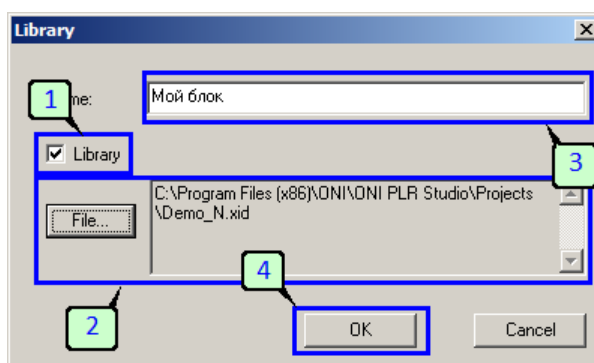 Library
1
me:
Мой блок
Library
3
File...
C:\Program Files (x86)\ONI\ONI PLR Studio\Projects
\Demo_N.xid
2
4
OK
Cancel